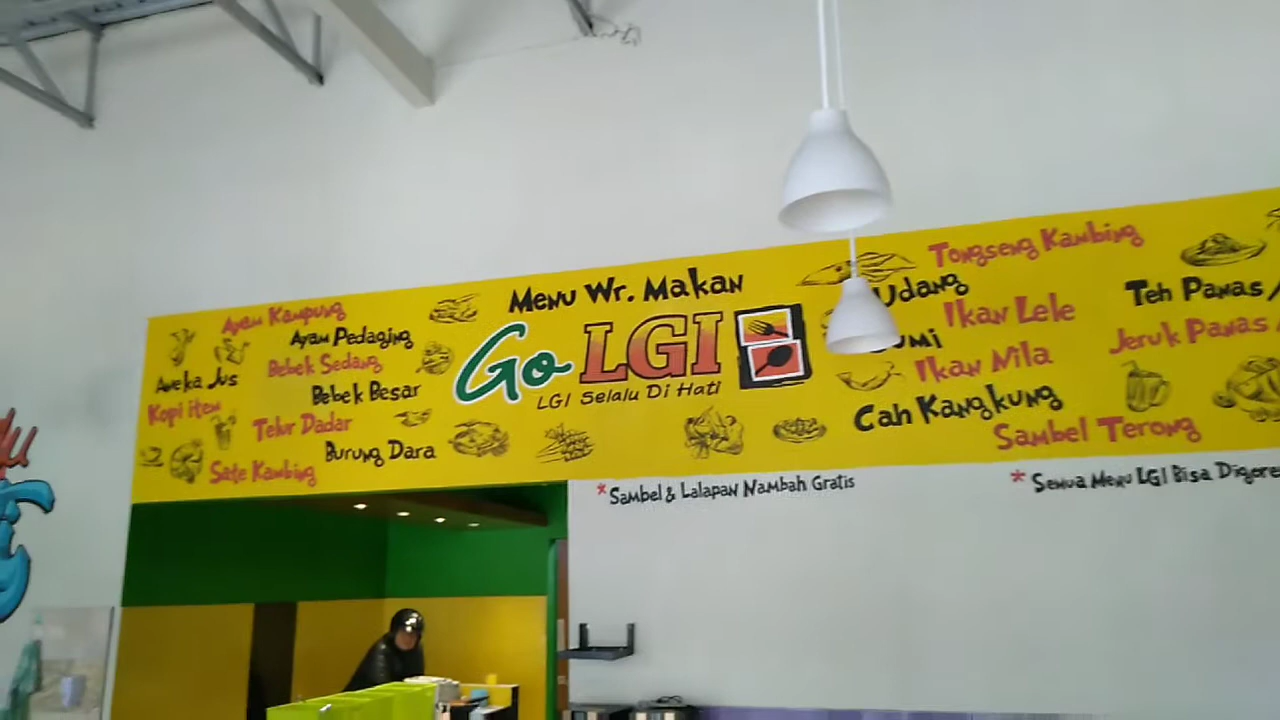 Ayam Kampung
Ayam Pedaging
Aneka Jus
Bebek Sedang
Kopi item
Bebek Besar
Telur Dadar
Burung Dara
Sate Kambing
Menu Wr. Makan
Go LGI
LGI Selalu Di Hati
Tongseng Kambing
Udang
Ikan Lele
Ikan Nila
Cah Kangkung
Sambel Terong
Teh Panas /
Jeruk Panas
*Sambel & Lalapan Nambah Gratis
* Semua Menu LGI Bisa